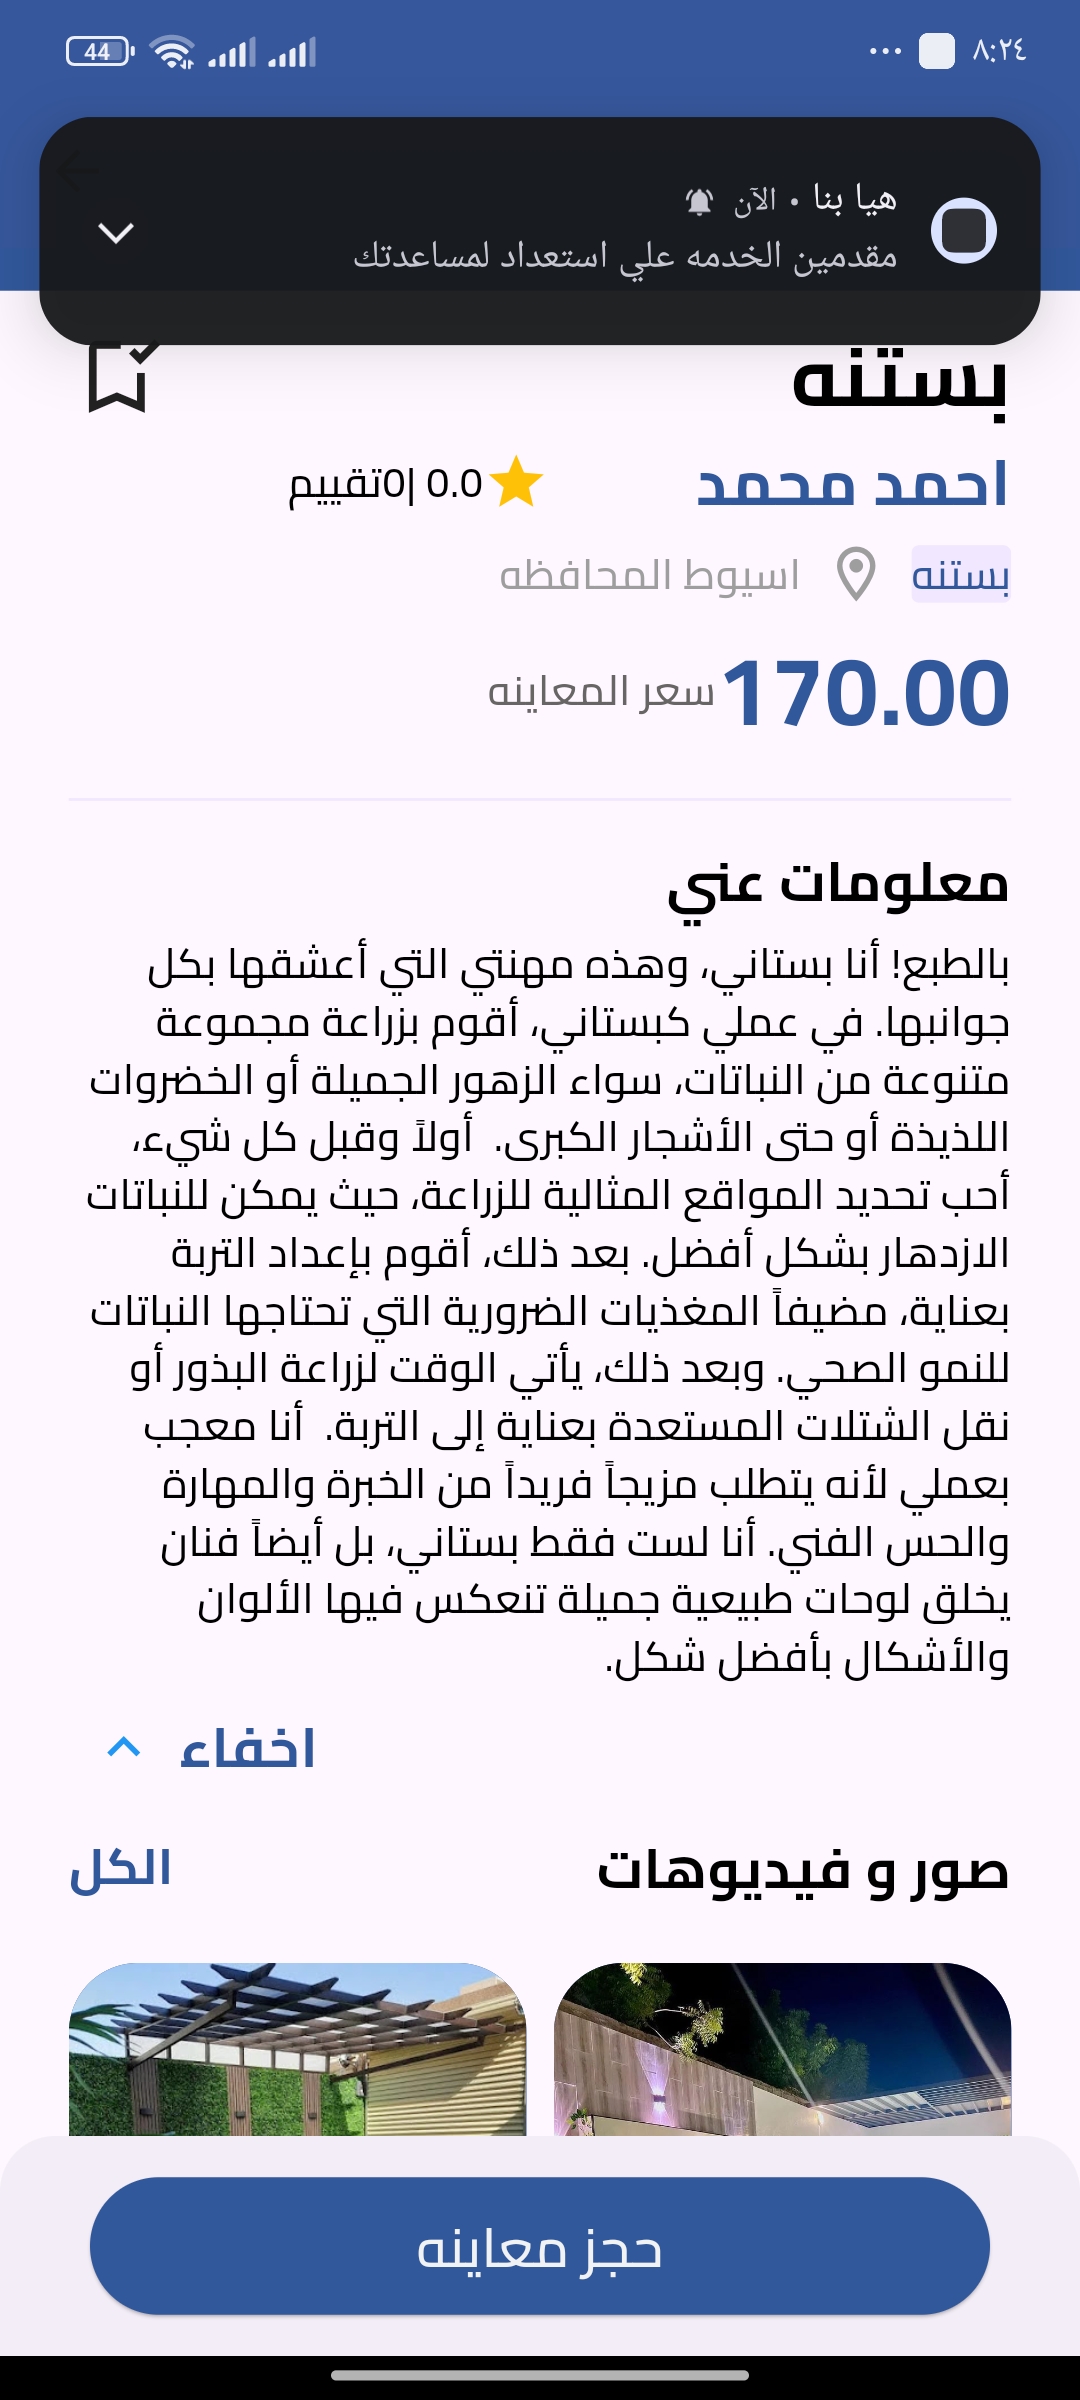 ٨:٢٤
44
هيا بنا • الآن
مقدمين الخدمه علي استعداد لمساعدتك
بستنه
احمد محمد
0.0 |0تقييم
بستنه
اسيوط المحافظه
170.00 سعر المعاينه
معلومات عني
بالطبع! أنا بستاني، وهذه مهنتي التي أعشقها بكل
جوانبها. في عملي كبستاني، أقوم بزراعة مجموعة
متنوعة من النباتات، سواء الزهور الجميلة أو الخضروات
اللذيذة أو حتى الأشجار الكبرى.  أولاً وقبل كل شيء،
أحب تحديد المواقع المثالية للزراعة، حيث يمكن للنباتات
الازدهار بشكل أفضل. بعد ذلك، أقوم بإعداد التربة
بعناية، مضيفاً المغذيات الضرورية التي تحتاجها النباتات
للنمو الصحي. وبعد ذلك، يأتي الوقت لزراعة البذور أو
نقل الشتلات المستعدة بعناية إلى التربة.  أنا معجب
بعملي لأنه يتطلب مزيجاً فريداً من الخبرة والمهارة
والحس الفني. أنا لست فقط بستاني، بل أيضاً فنان
يخلق لوحات طبيعية جميلة تنعكس فيها الألوان
والأشكال بأفضل شكل.
اخفاء
صور و فيديوهات
الكل
حجز معاينه